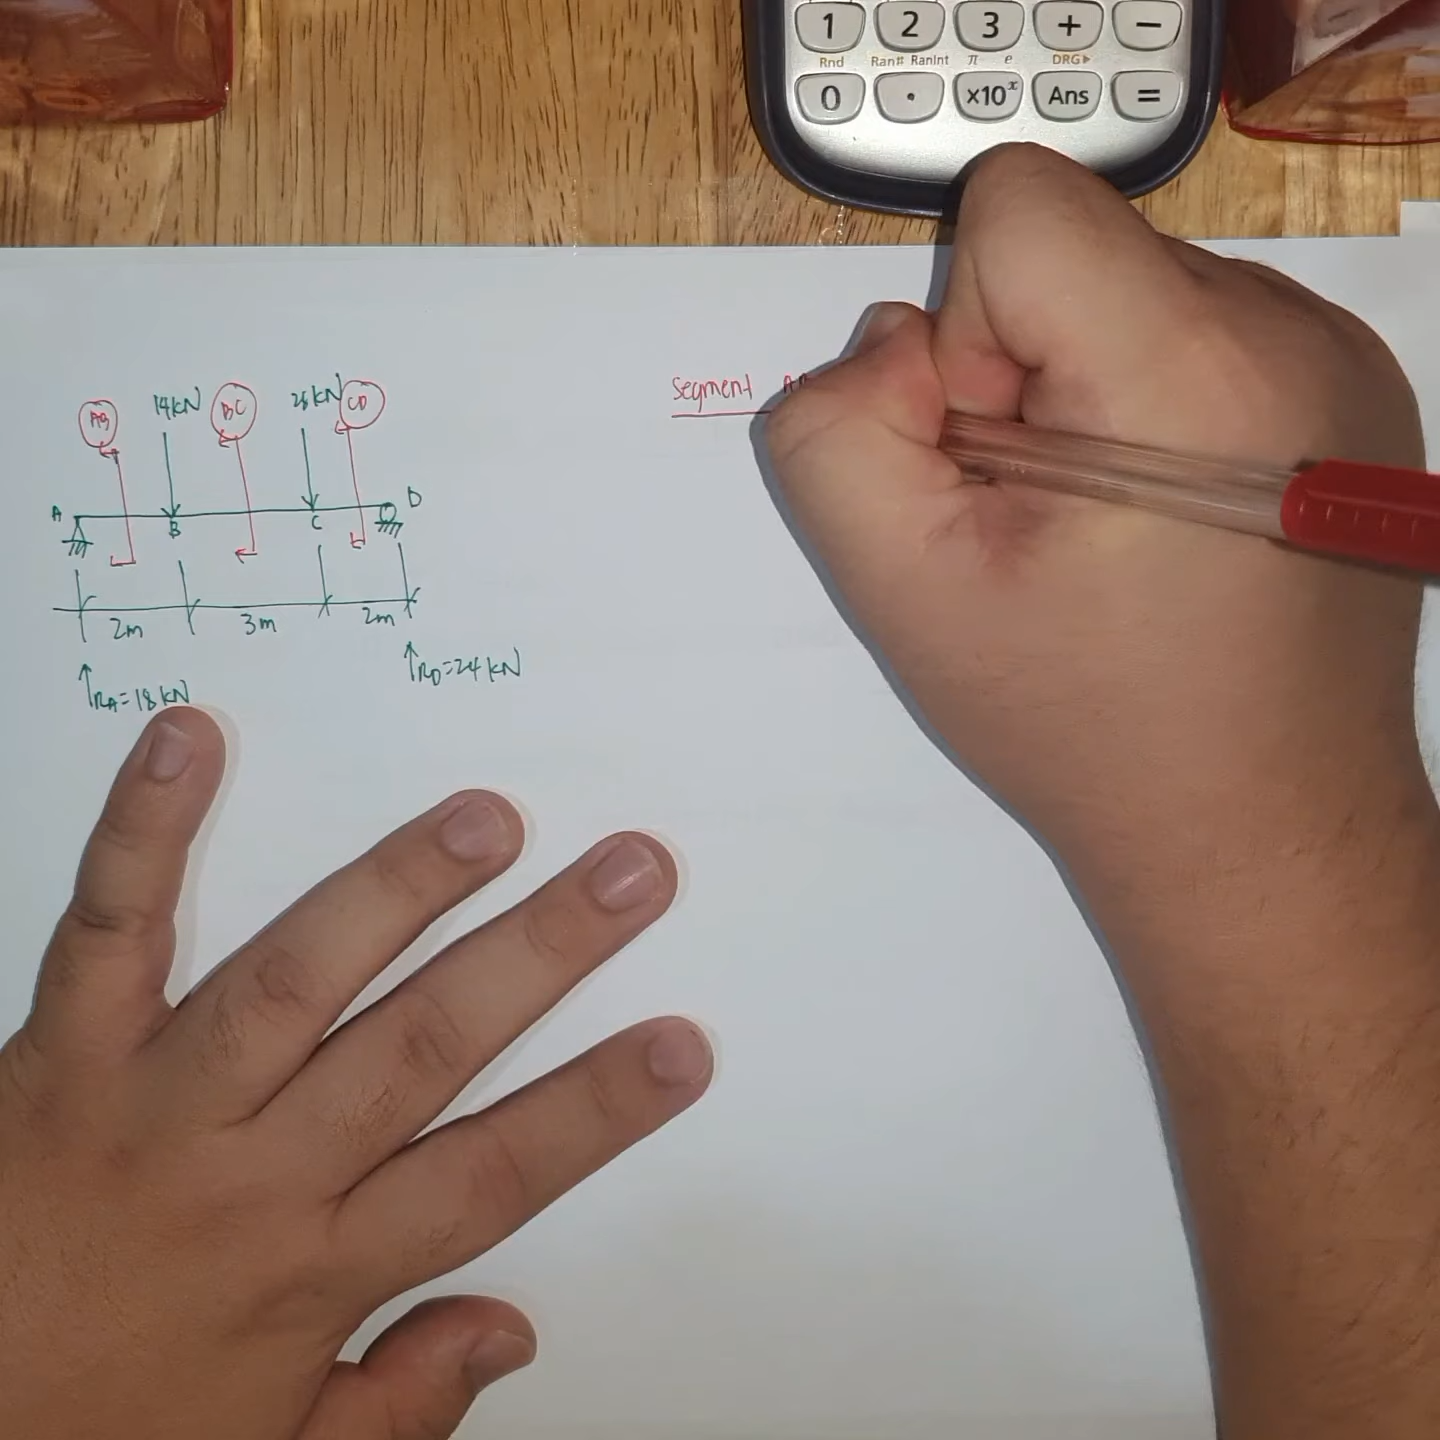 1 2 3 + −
Rnd Ran# RanInt π e DRG▶
0 • ×10ˣ Ans =
Segment
AB 14kN BC 28kN CD
A B C D
2m 3m 2m
RA=18kN RD=24kN